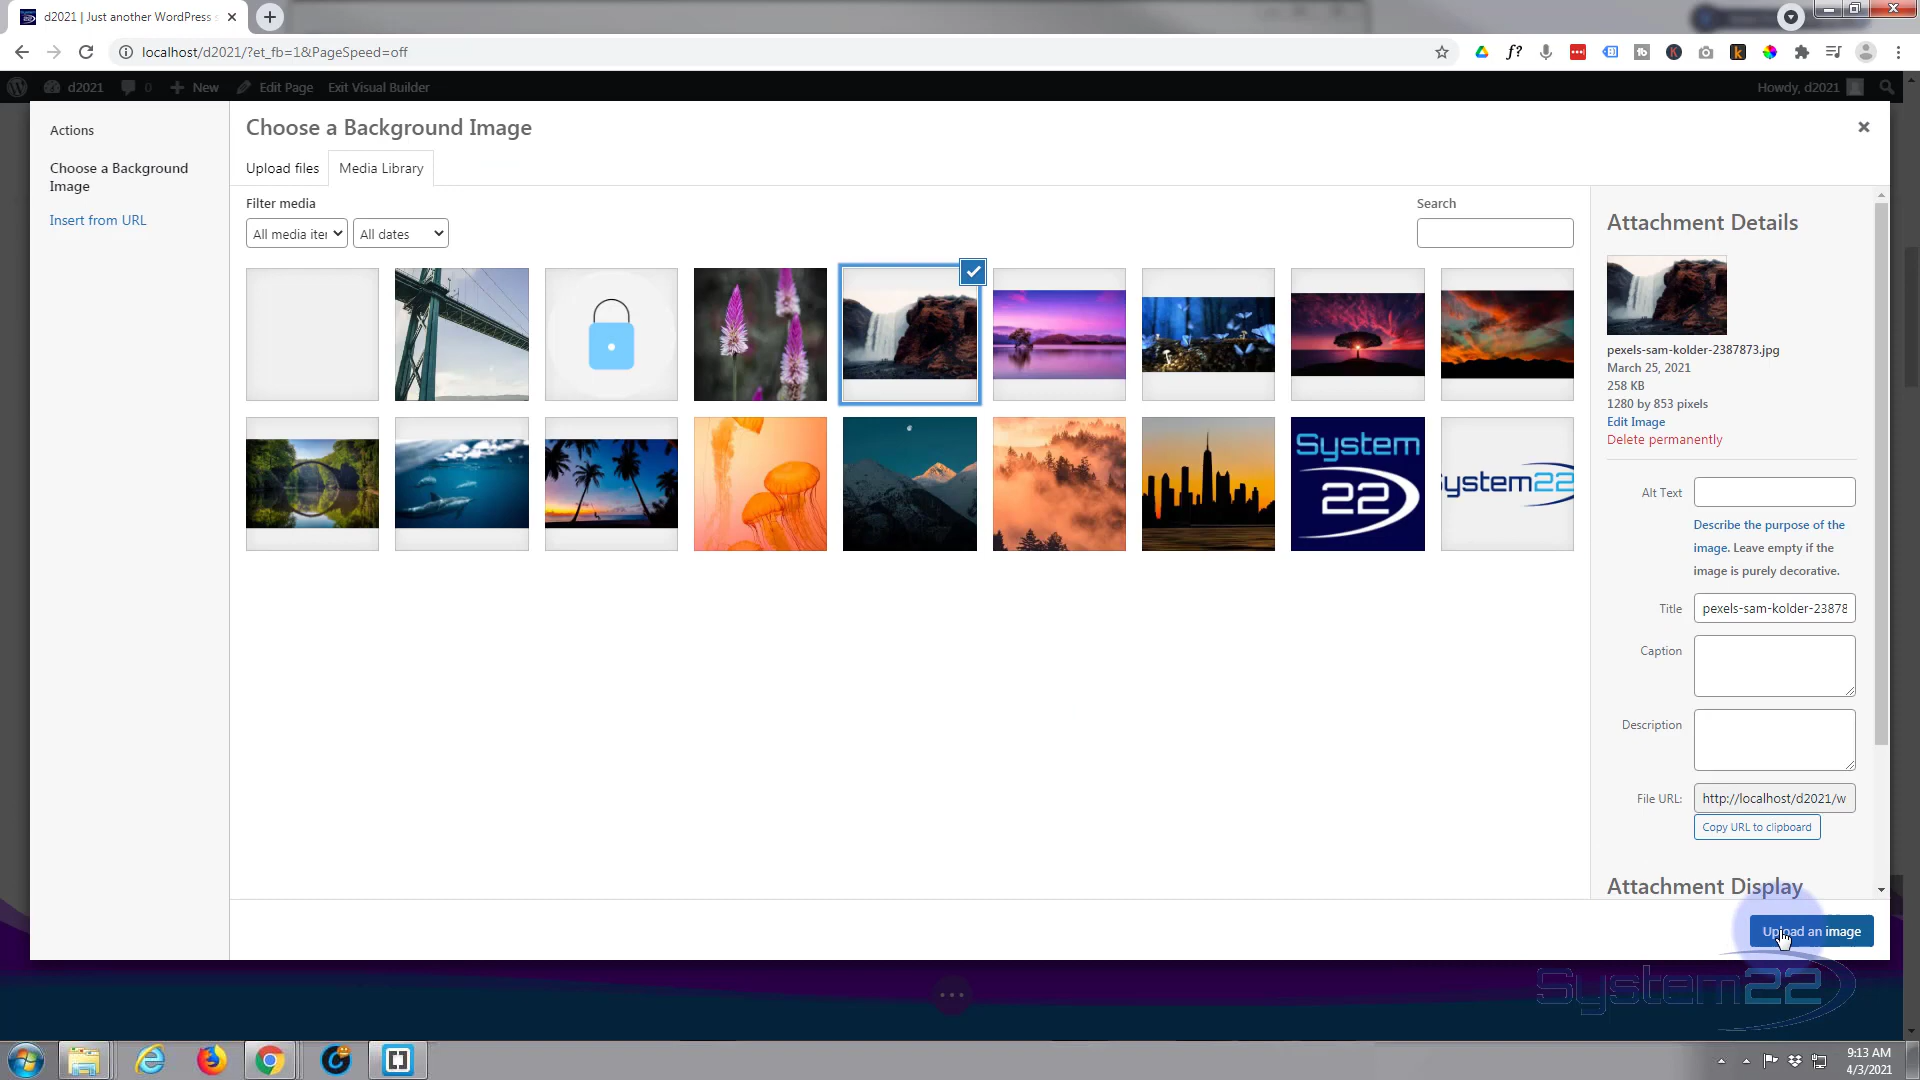 d2021 | Just another WordPress s
localhost/d2021/?et_fb=1&PageSpeed=off
d2021
0
New
Edit Page
Exit Visual Builder
Howdy, d2021
Actions
Choose a Background
Image
Insert from URL
Choose a Background Image
Upload files
Media Library
Filter media
All media iter
All dates
Search
System
22
ystem22
Attachment Details
pexels-sam-kolder-2387873.jpg
March 25, 2021
258 KB
1280 by 853 pixels
Edit Image
Delete permanently
Alt Text
Describe the purpose of the
image. Leave empty if the
image is purely decorative.
Title
pexels-sam-kolder-23878
Caption
Description
File URL:
http://localhost/d2021/w
Copy URL to clipboard
Attachment Display
Upload an image
System22
9:13 AM
4/3/2021